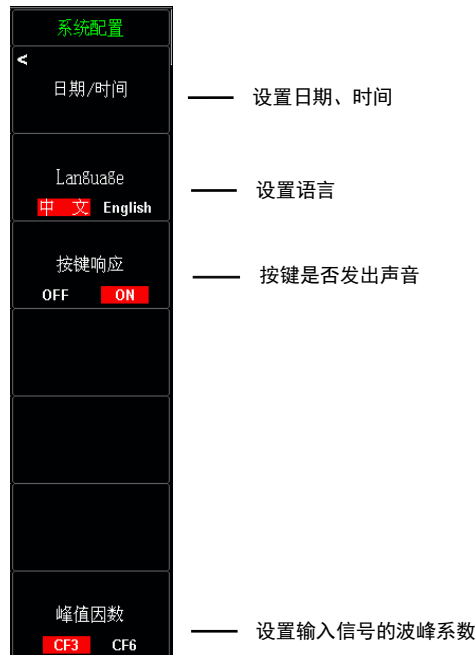 系统配置
<
日期/时间
设置日期、时间
Language
中 文 English
设置语言
按键响应
OFF ON
按键是否发出声音
峰值因数
CF3 CF6
设置输入信号的波峰系数